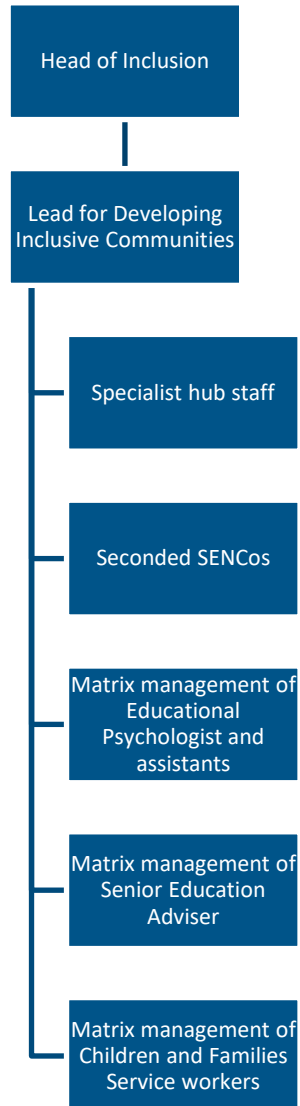 Head of Inclusion
Lead for Developing
Inclusive Communities
Specialist hub staff
Seconded SENCos
Matrix management of
Educational
Psychologist and
assistants
Matrix management of
Senior Education
Adviser
Matrix management of
Children and Families
Service workers